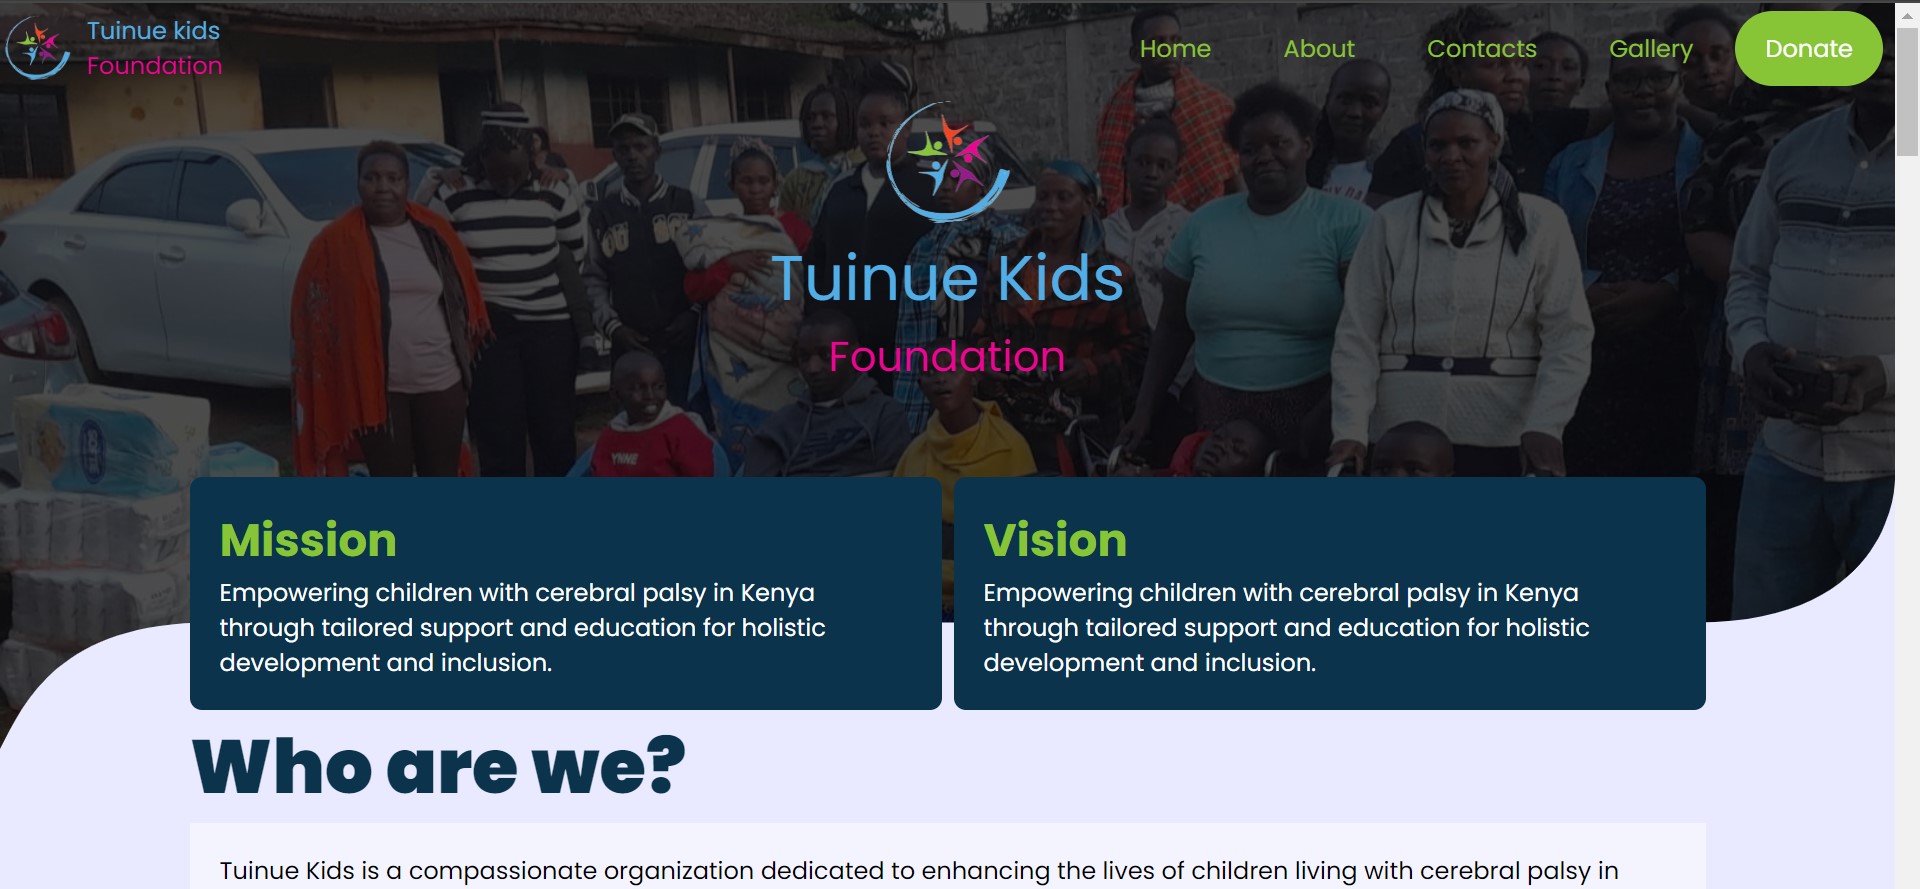 Tuinue kids
Foundation
Home
About
Contacts
Gallery
Donate
Tuinue Kids
Foundation
YNNE
Mission
Empowering children with cerebral palsy in Kenya
through tailored support and education for holistic
development and inclusion.
Vision
Empowering children with cerebral palsy in Kenya
through tailored support and education for holistic
development and inclusion.
Who are we?
Tuinue Kids is a compassionate organization dedicated to enhancing the lives of children living with cerebral palsy in